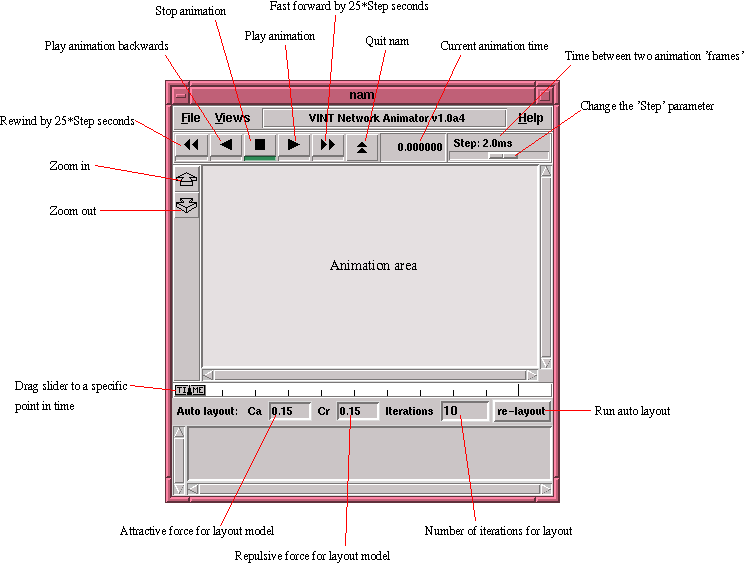 Fast forward by 25*Step seconds
Stop animation
Play animation
Quit nam
Play animation backwards
Current animation time
Time between two animation 'frames'
Change the 'Step' parameter
nam
File Views VINT Network Animator v1.0a4 Help
Rewind by 25*Step seconds
0.000000
Step: 2.0ms
Zoom in
Zoom out
Animation area
Drag slider to a specific
point in time
TIME
Auto layout: Ca 0.15 Cr 0.15 Iterations 10 re-layout
Run auto layout
Attractive force for layout model
Number of iterations for layout
Repulsive force for layout model